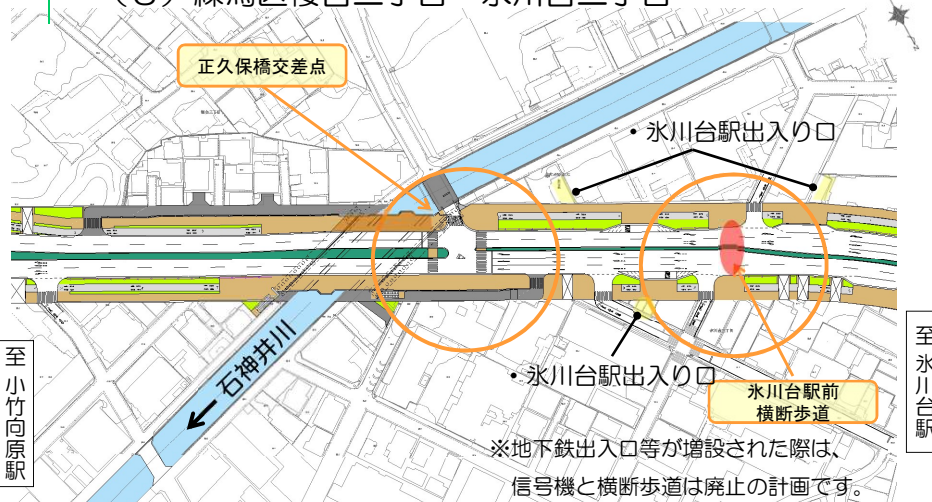 正久保橋交差点
・氷川台駅出入り口
石神井川
・氷川台駅出入り口
氷川台駅前
横断歩道
至 小竹向原駅
至 氷川台駅
※地下鉄出入口等が増設された際は、
信号機と横断歩道は廃止の計画です。